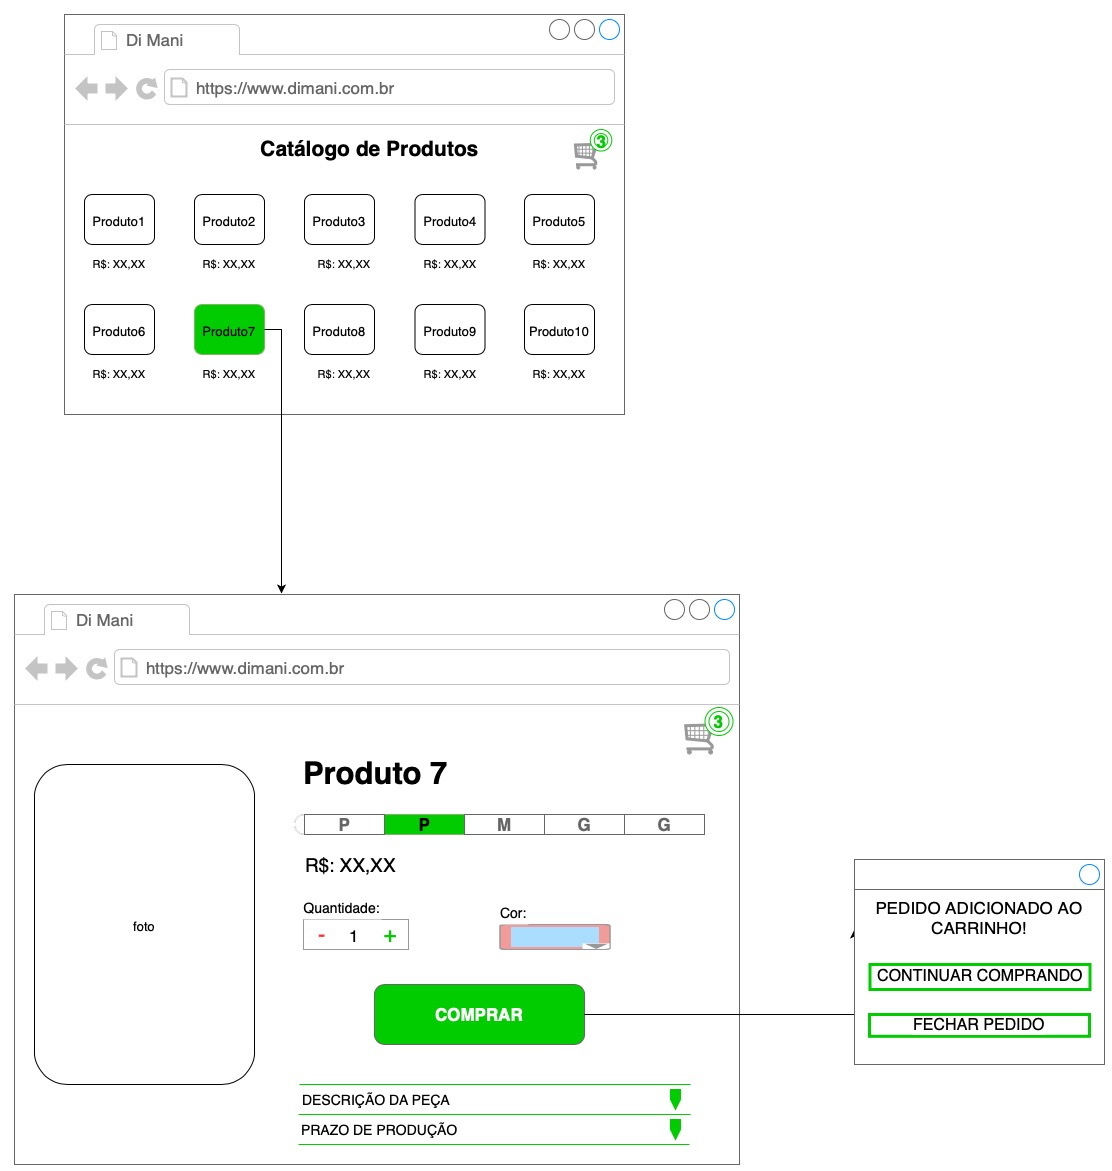 Di Mani
https://www.dimani.com.br
Catálogo de Produtos
3
Produto1 Produto2 Produto3 Produto4 Produto5
R$: XX,XX R$: XX,XX R$: XX,XX R$: XX,XX R$: XX,XX
Produto6 Produto7 Produto8 Produto9 Produto10
R$: XX,XX R$: XX,XX R$: XX,XX R$: XX,XX R$: XX,XX
Di Mani
https://www.dimani.com.br
3
Produto 7
P P M G G
R$: XX,XX
foto
Quantidade:
- 1 +
Cor:
COMPRAR
DESCRIÇÃO DA PEÇA
PRAZO DE PRODUÇÃO
PEDIDO ADICIONADO AO
CARRINHO!
CONTINUAR COMPRANDO
FECHAR PEDIDO